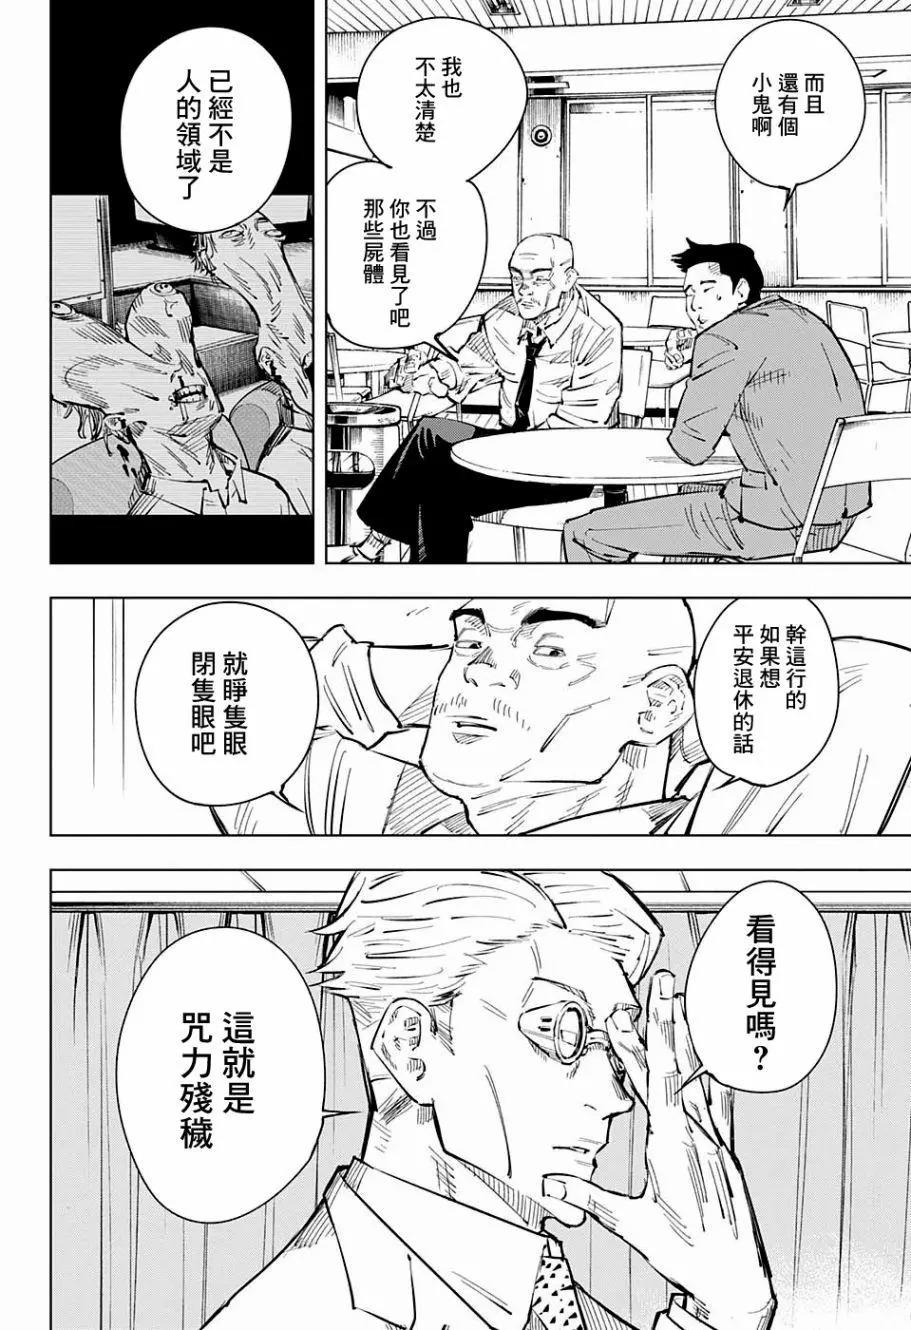 而且
還有個
小鬼啊
我也
不太清楚
不過
你也看見了吧
那些屍體
已經不是
人的領域了
幹這行的
如果想
平安退休的話
就睜隻眼
閉隻眼吧
看得見嗎?
這就是
咒力殘穢